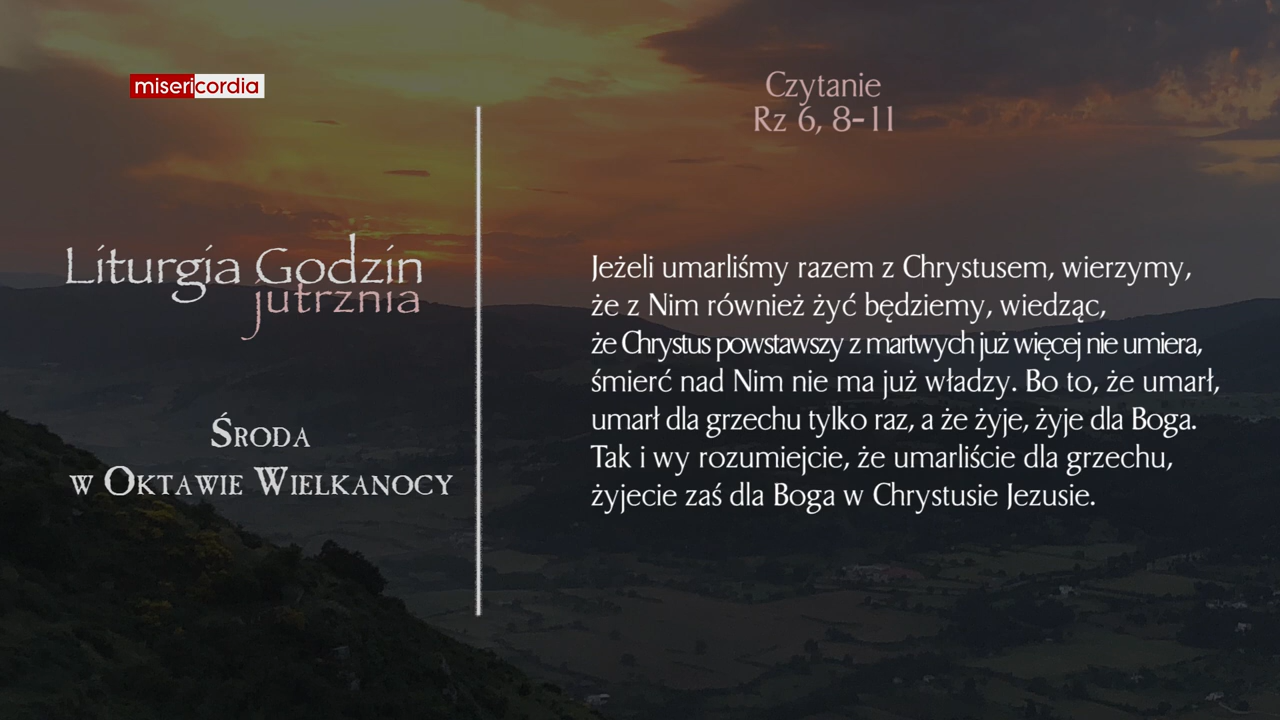 misericordia
Liturgia Godzin
jutrznia
Środa
w Oktawie Wielkanocy
Czytanie
Rz 6, 8-11
Jeżeli umarliśmy razem z Chrystusem, wierzymy,
że z Nim również żyć będziemy, wiedząc,
że Chrystus powstawszy z martwych już więcej nie umiera,
śmierć nad Nim nie ma już władzy. Bo to, że umarł,
umarł dla grzechu tylko raz, a że żyje, żyje dla Boga.
Tak i wy rozumiejcie, że umarliście dla grzechu,
żyjecie zaś dla Boga w Chrystusie Jezusie.